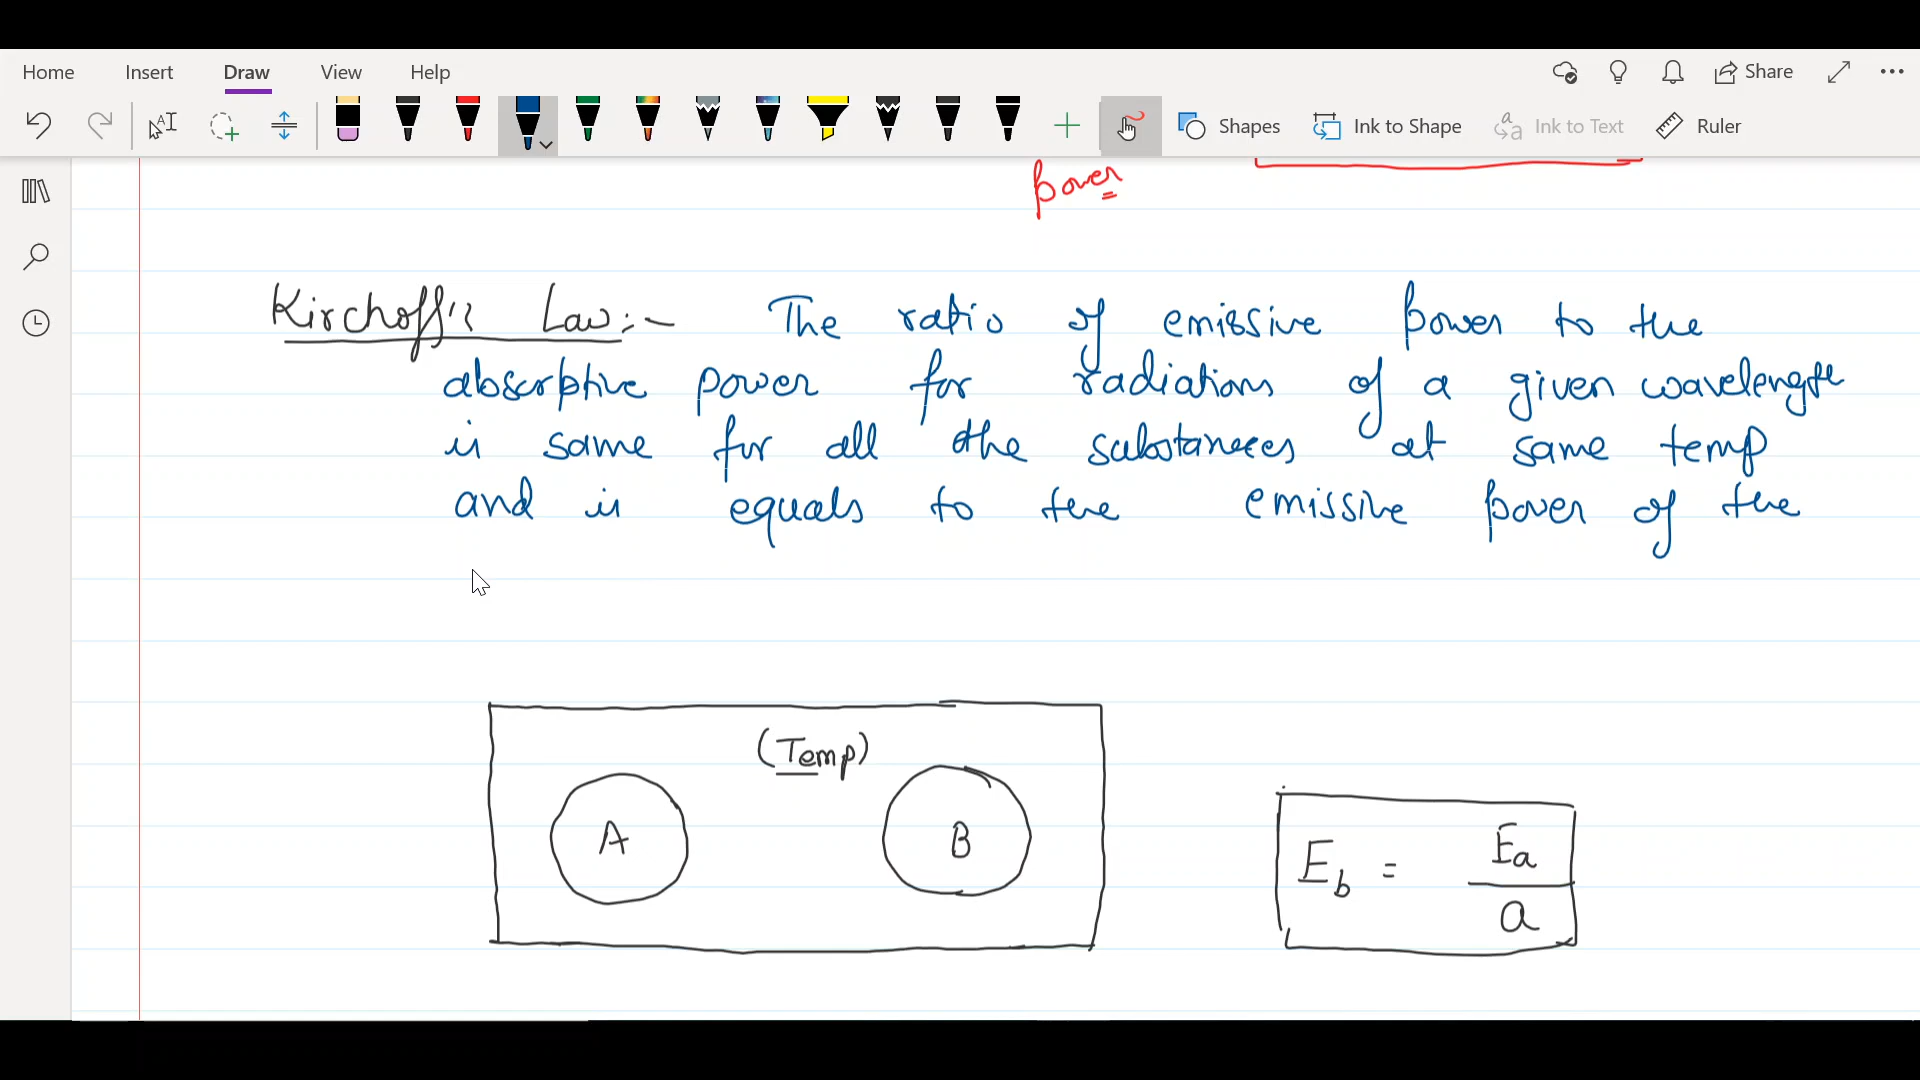 Home Insert Draw View Help Share
Shapes Ink to Shape Ink to Text Ruler
power
Kirchoff's Law:- The ratio of emissive power to the
absorptive power for radiations of a given wavelength
is same for all the substances at same temp
and is equals to the emissive power of the
(Temp)
A B
E_b = E_a / a